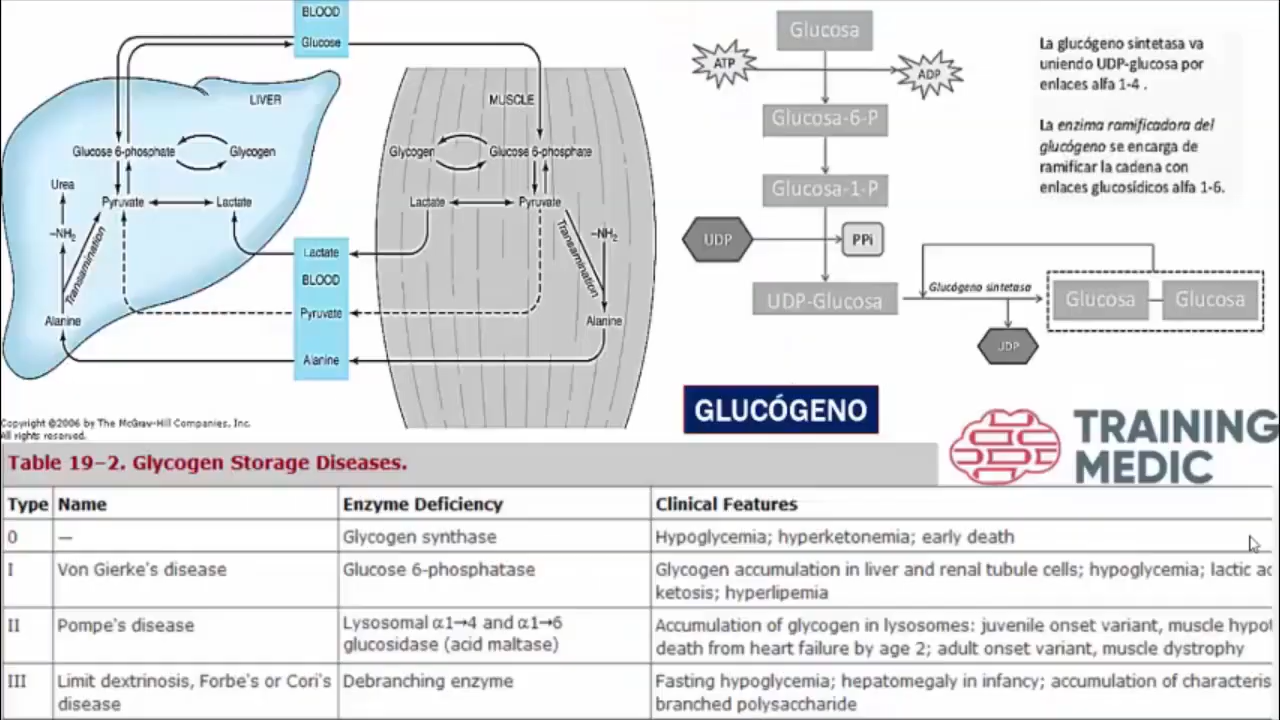 BLOOD
Glucose
LIVER
Glucose 6-phosphate
Glycogen
Urea
Pyruvate
Lactate
–NH₂
Transamination
Alanine
MUSCLE
Glycogen
Glucose 6-phosphate
Lactate
Pyruvate
–NH₂
Transamination
Alanine
Lactate
BLOOD
Pyruvate
Alanine
Copyright ©2006 by The McGraw-Hill Companies, Inc.
All rights reserved.
Glucosa
ATP
ADP
Glucosa-6-P
Glucosa-1-P
UDP
PPi
UDP-Glucosa
Glucógeno sintetasa
Glucosa
Glucosa
UDP
La glucógeno sintetasa va
uniendo UDP-glucosa por
enlaces alfa 1-4 .
La enzima ramificadora del
glucógeno se encarga de
ramificar la cadena con
enlaces glucosídicos alfa 1-6.
GLUCÓGENO
TRAINING
MEDIC
Table 19–2. Glycogen Storage Diseases.
Type Name Enzyme Deficiency Clinical Features
0 — Glycogen synthase Hypoglycemia; hyperketonemia; early death
I Von Gierke's disease Glucose 6-phosphatase Glycogen accumulation in liver and renal tubule cells; hypoglycemia; lactic
ketosis; hyperlipemia
II Pompe's disease Lysosomal α1→4 and α1→6 Accumulation of glycogen in lysosomes: juvenile onset variant, muscle
glucosidase (acid maltase) death from heart failure by age 2; adult onset variant, muscle dystrophy
III Limit dextrinosis, Forbe's or Cori's Debranching enzyme Fasting hypoglycemia; hepatomegaly in infancy; accumulation of
disease branched polysaccharide